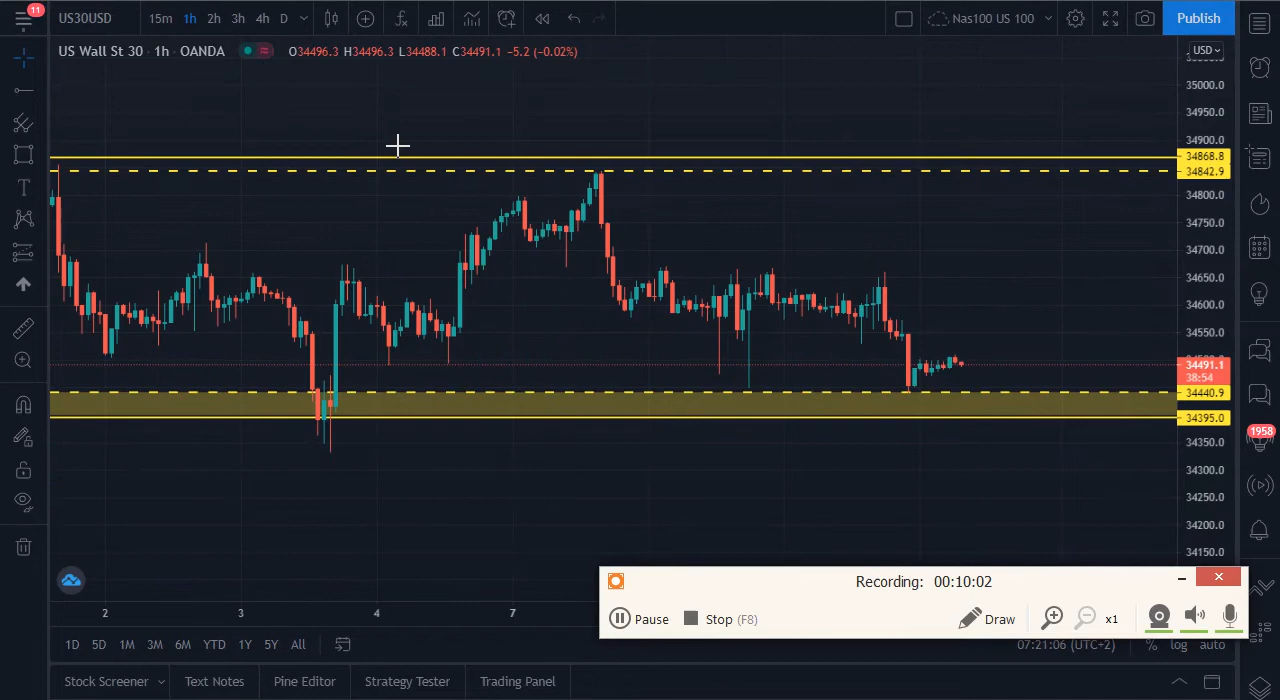 11
US30USD
15m 1h 2h 3h 4h D
Nas100 US 100
Publish
US Wall St 30 · 1h · OANDA
O34496.3 H34496.3 L34488.1 C34491.1 −5.2 (−0.02%)
USD
35000.0
34950.0
34900.0
34868.8
34842.9
34800.0
34750.0
34700.0
34650.0
34600.0
34550.0
34491.1
38:54
34440.9
34395.0
34350.0
34300.0
34250.0
34200.0
34150.0
1958
T
2 3 4 7
Recording: 00:10:02
Pause Stop (F8) Draw x1
1D 5D 1M 3M 6M YTD 1Y 5Y All
07:21:06 (UTC+2) % log auto
Stock Screener Text Notes Pine Editor Strategy Tester Trading Panel